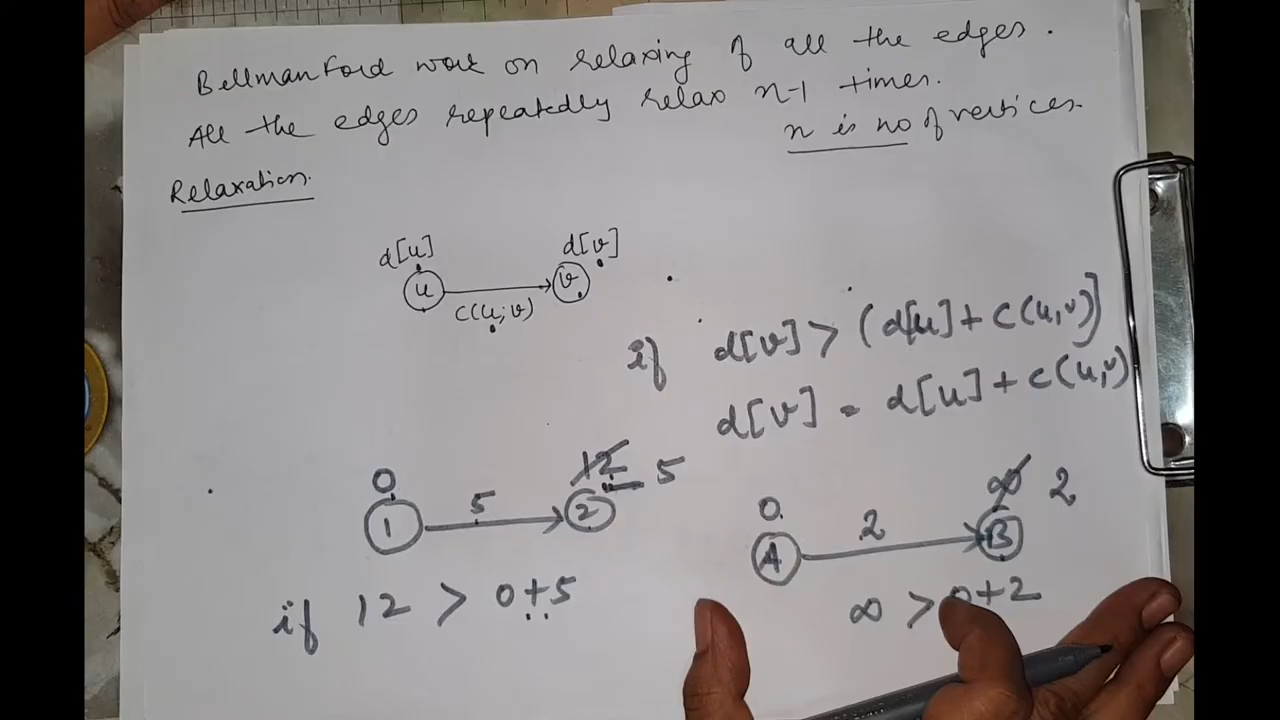 Bellman Ford work on relaxing of all the edges.
All the edges repeatedly relax n-1 times.
n is no of vertices.
Relaxation.
d[u] d[v]
u v
C(u,v)
if d[v] > (d[u] + C(u,v)]
d[v] = d[u] + C(u,v)
0 12 5
5
1 2
if 12 > 0+5
0 ∞ 2
2
A B
∞ > 0+2